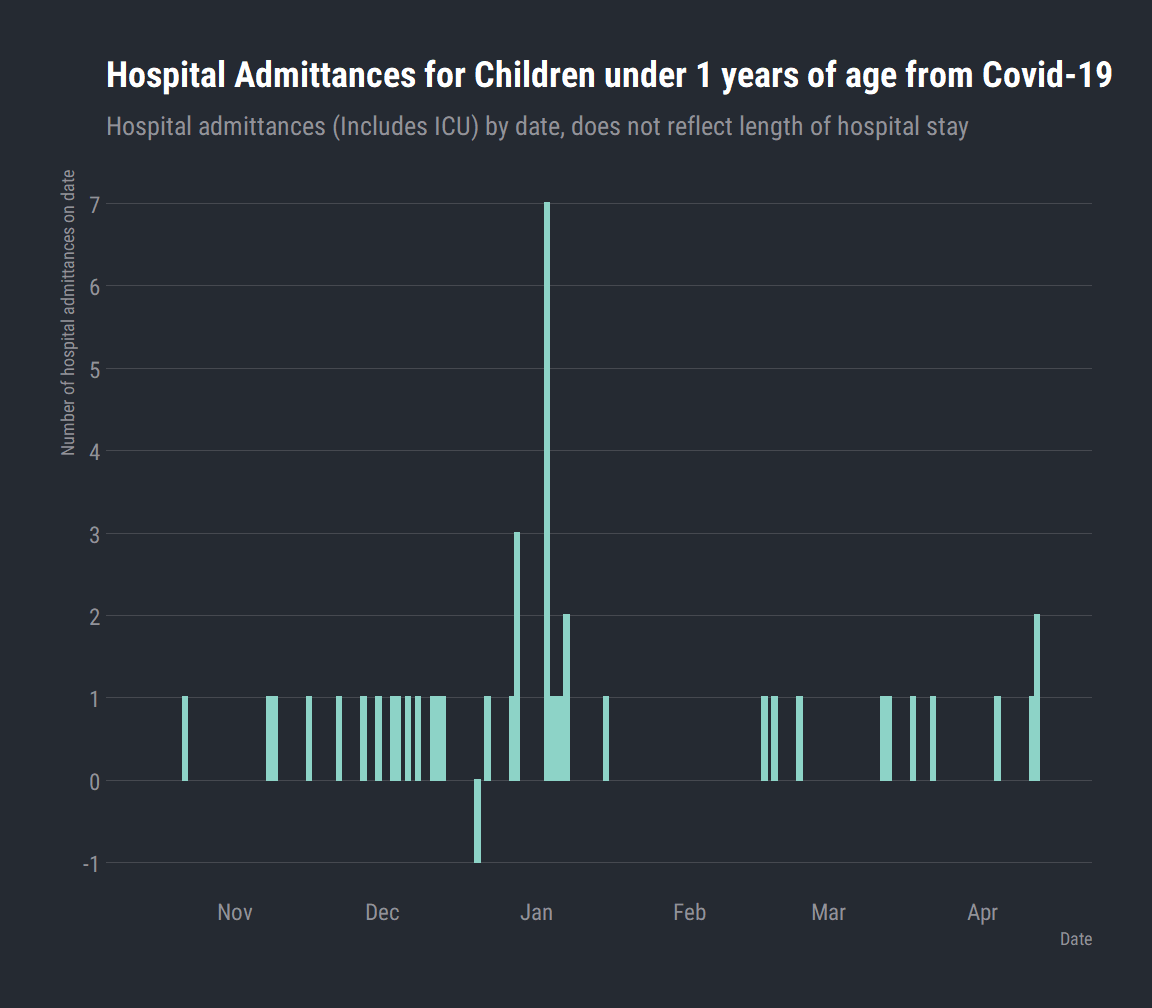 Hospital Admittances for Children under 1 years of age from Covid-19
Hospital admittances (Includes ICU) by date, does not reflect length of hospital stay
Number of hospital admittances on date
7
6
5
4
3
2
1
0
-1
Nov Dec Jan Feb Mar Apr
Date